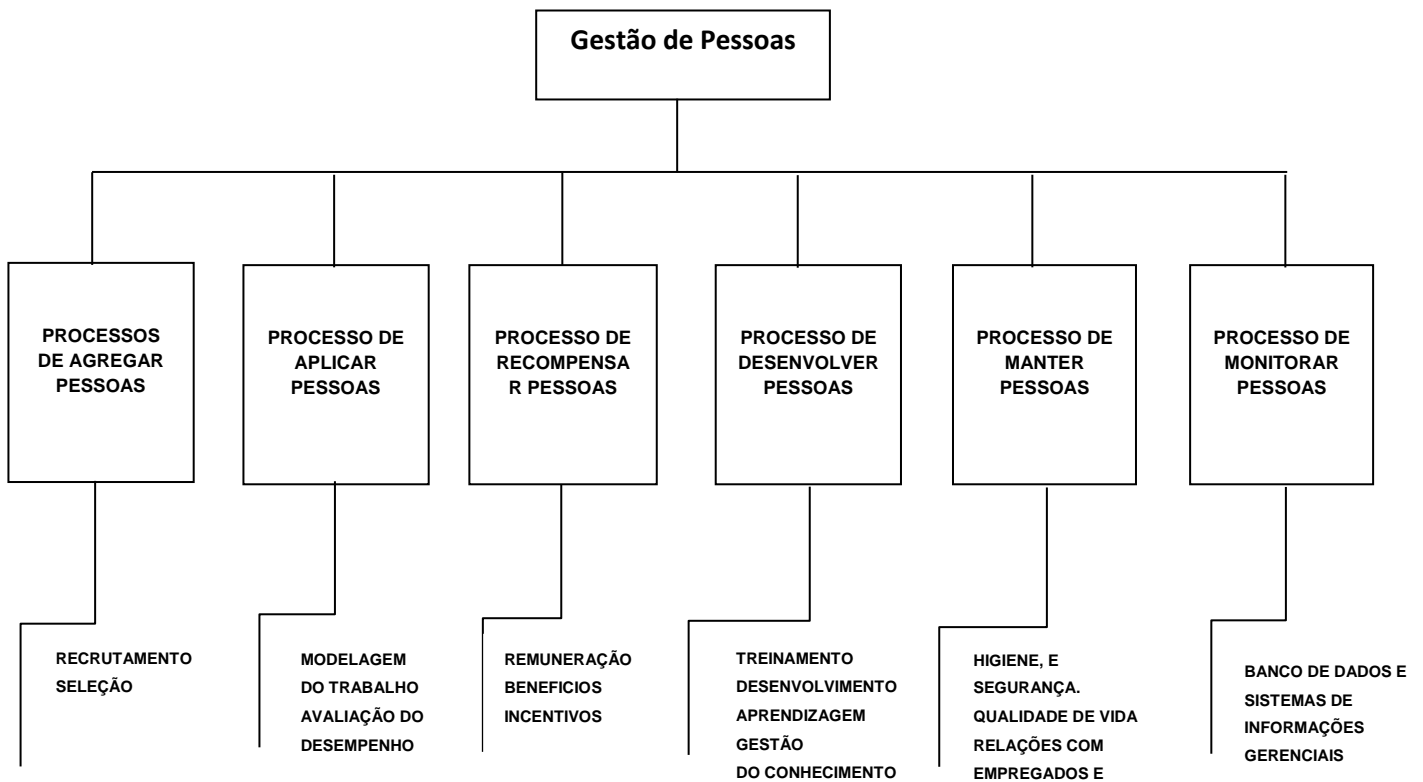 Gestão de Pessoas
PROCESSOS
DE AGREGAR
PESSOAS
PROCESSO DE
APLICAR
PESSOAS
PROCESSO DE
RECOMPENSA
R PESSOAS
PROCESSO DE
DESENVOLVER
PESSOAS
PROCESSO DE
MANTER
PESSOAS
PROCESSO DE
MONITORAR
PESSOAS
RECRUTAMENTO
SELEÇÃO
MODELAGEM
DO TRABALHO
AVALIAÇÃO DO
DESEMPENHO
REMUNERAÇÃO
BENEFICIOS
INCENTIVOS
TREINAMENTO
DESENVOLVIMENTO
APRENDIZAGEM
GESTÃO
DO CONHECIMENTO
HIGIENE, E
SEGURANÇA.
QUALIDADE DE VIDA
RELAÇÕES COM
EMPREGADOS E
BANCO DE DADOS E
SISTEMAS DE
INFORMAÇÕES
GERENCIAIS